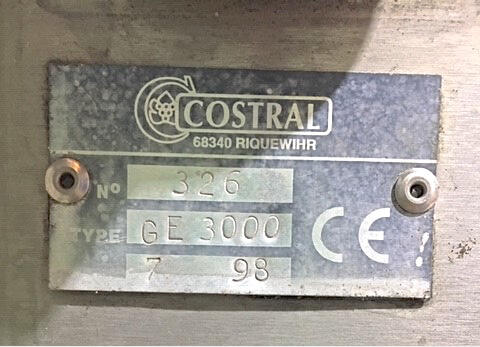 COSTRAL
68340 RIQUEWIHR
N° 326
TYPE GE 3000
7 98
CE